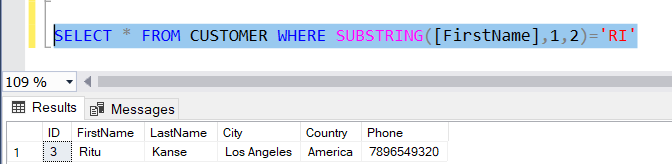 SELECT * FROM CUSTOMER WHERE SUBSTRING([FirstName],1,2)='RI'
109 %
Results Messages
ID FirstName LastName City Country Phone
1 3 Ritu Kanse Los Angeles America 7896549320